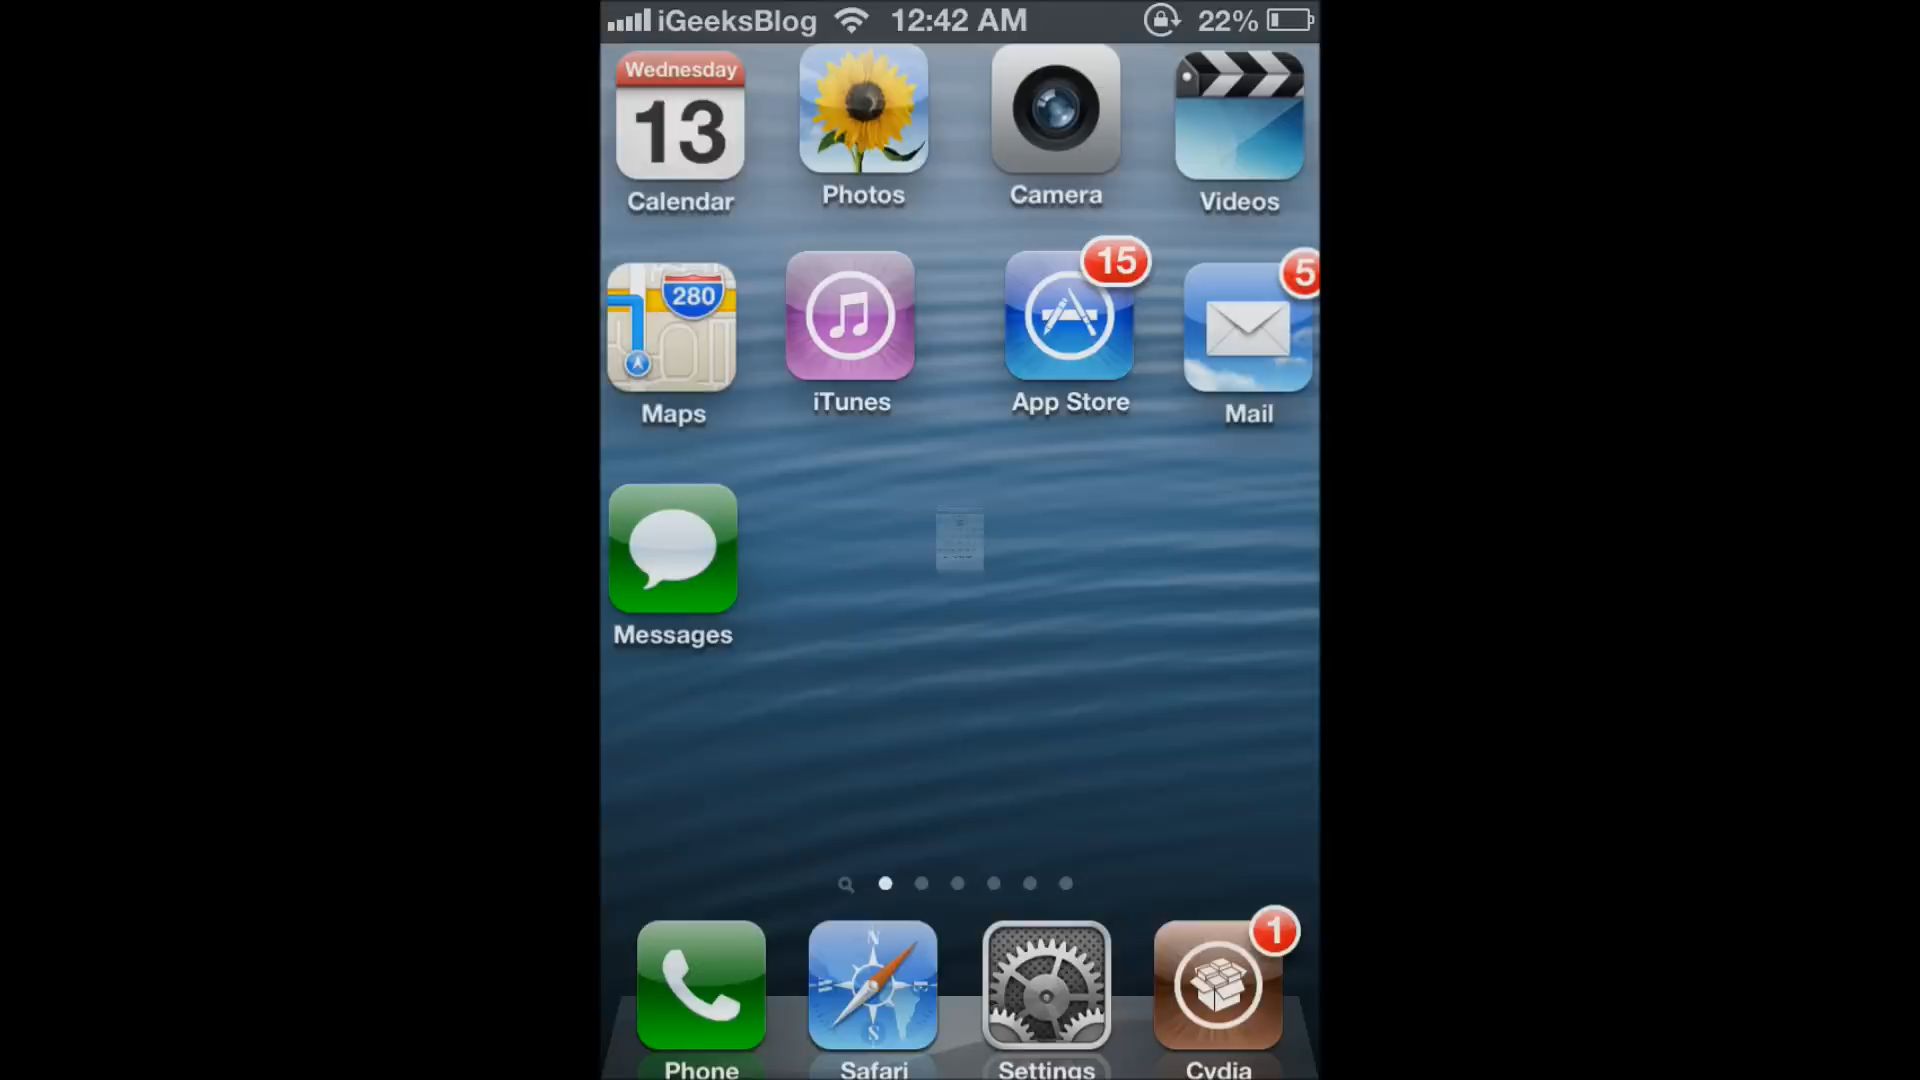 iGeeksBlog 12:42 AM 22%
Wednesday
13
Calendar Photos Camera Videos
280
15
5
Maps iTunes App Store Mail
Messages
1
N
S
Phone Safari Settings Cydia